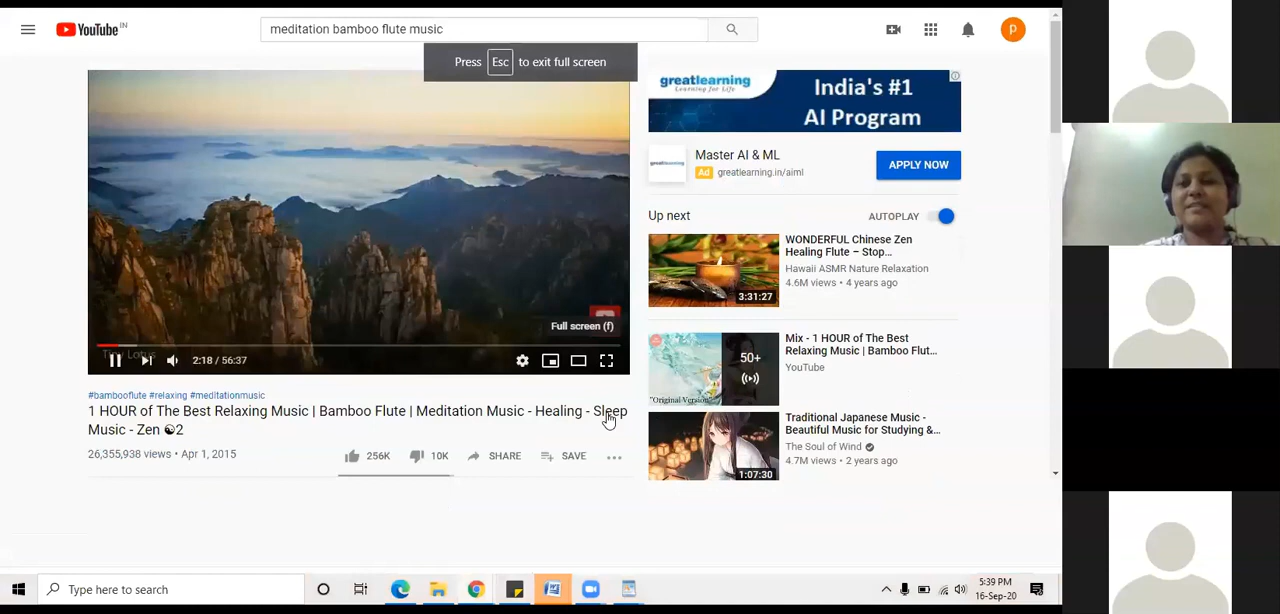 YouTube IN
meditation bamboo flute music
P
Press Esc to exit full screen
greatlearning
Learning for Life
India's #1
AI Program
Master AI & ML
Ad greatlearning.in/aiml
APPLY NOW
Up next
AUTOPLAY
WONDERFUL Chinese Zen
Healing Flute – Stop...
Hawaii ASMR Nature Relaxation
4.6M views • 4 years ago
3:31:27
Mix - 1 HOUR of The Best
Relaxing Music | Bamboo Flut...
YouTube
50+
"Original Version"
Traditional Japanese Music -
Relaxing Music for Studying &...
The Soul of Wind
4.7M views • 2 years ago
1:07:30
Full screen (f)
Tiny Lotus
2:18 / 56:37
#bambooflute #relaxing #meditationmusic
1 HOUR of The Best Relaxing Music | Bamboo Flute | Meditation Music - Healing - Sleep
Music - Zen ☯2
26,355,938 views • Apr 1, 2015
256K
10K
SHARE
SAVE
Type here to search
5:39 PM
16-Sep-20